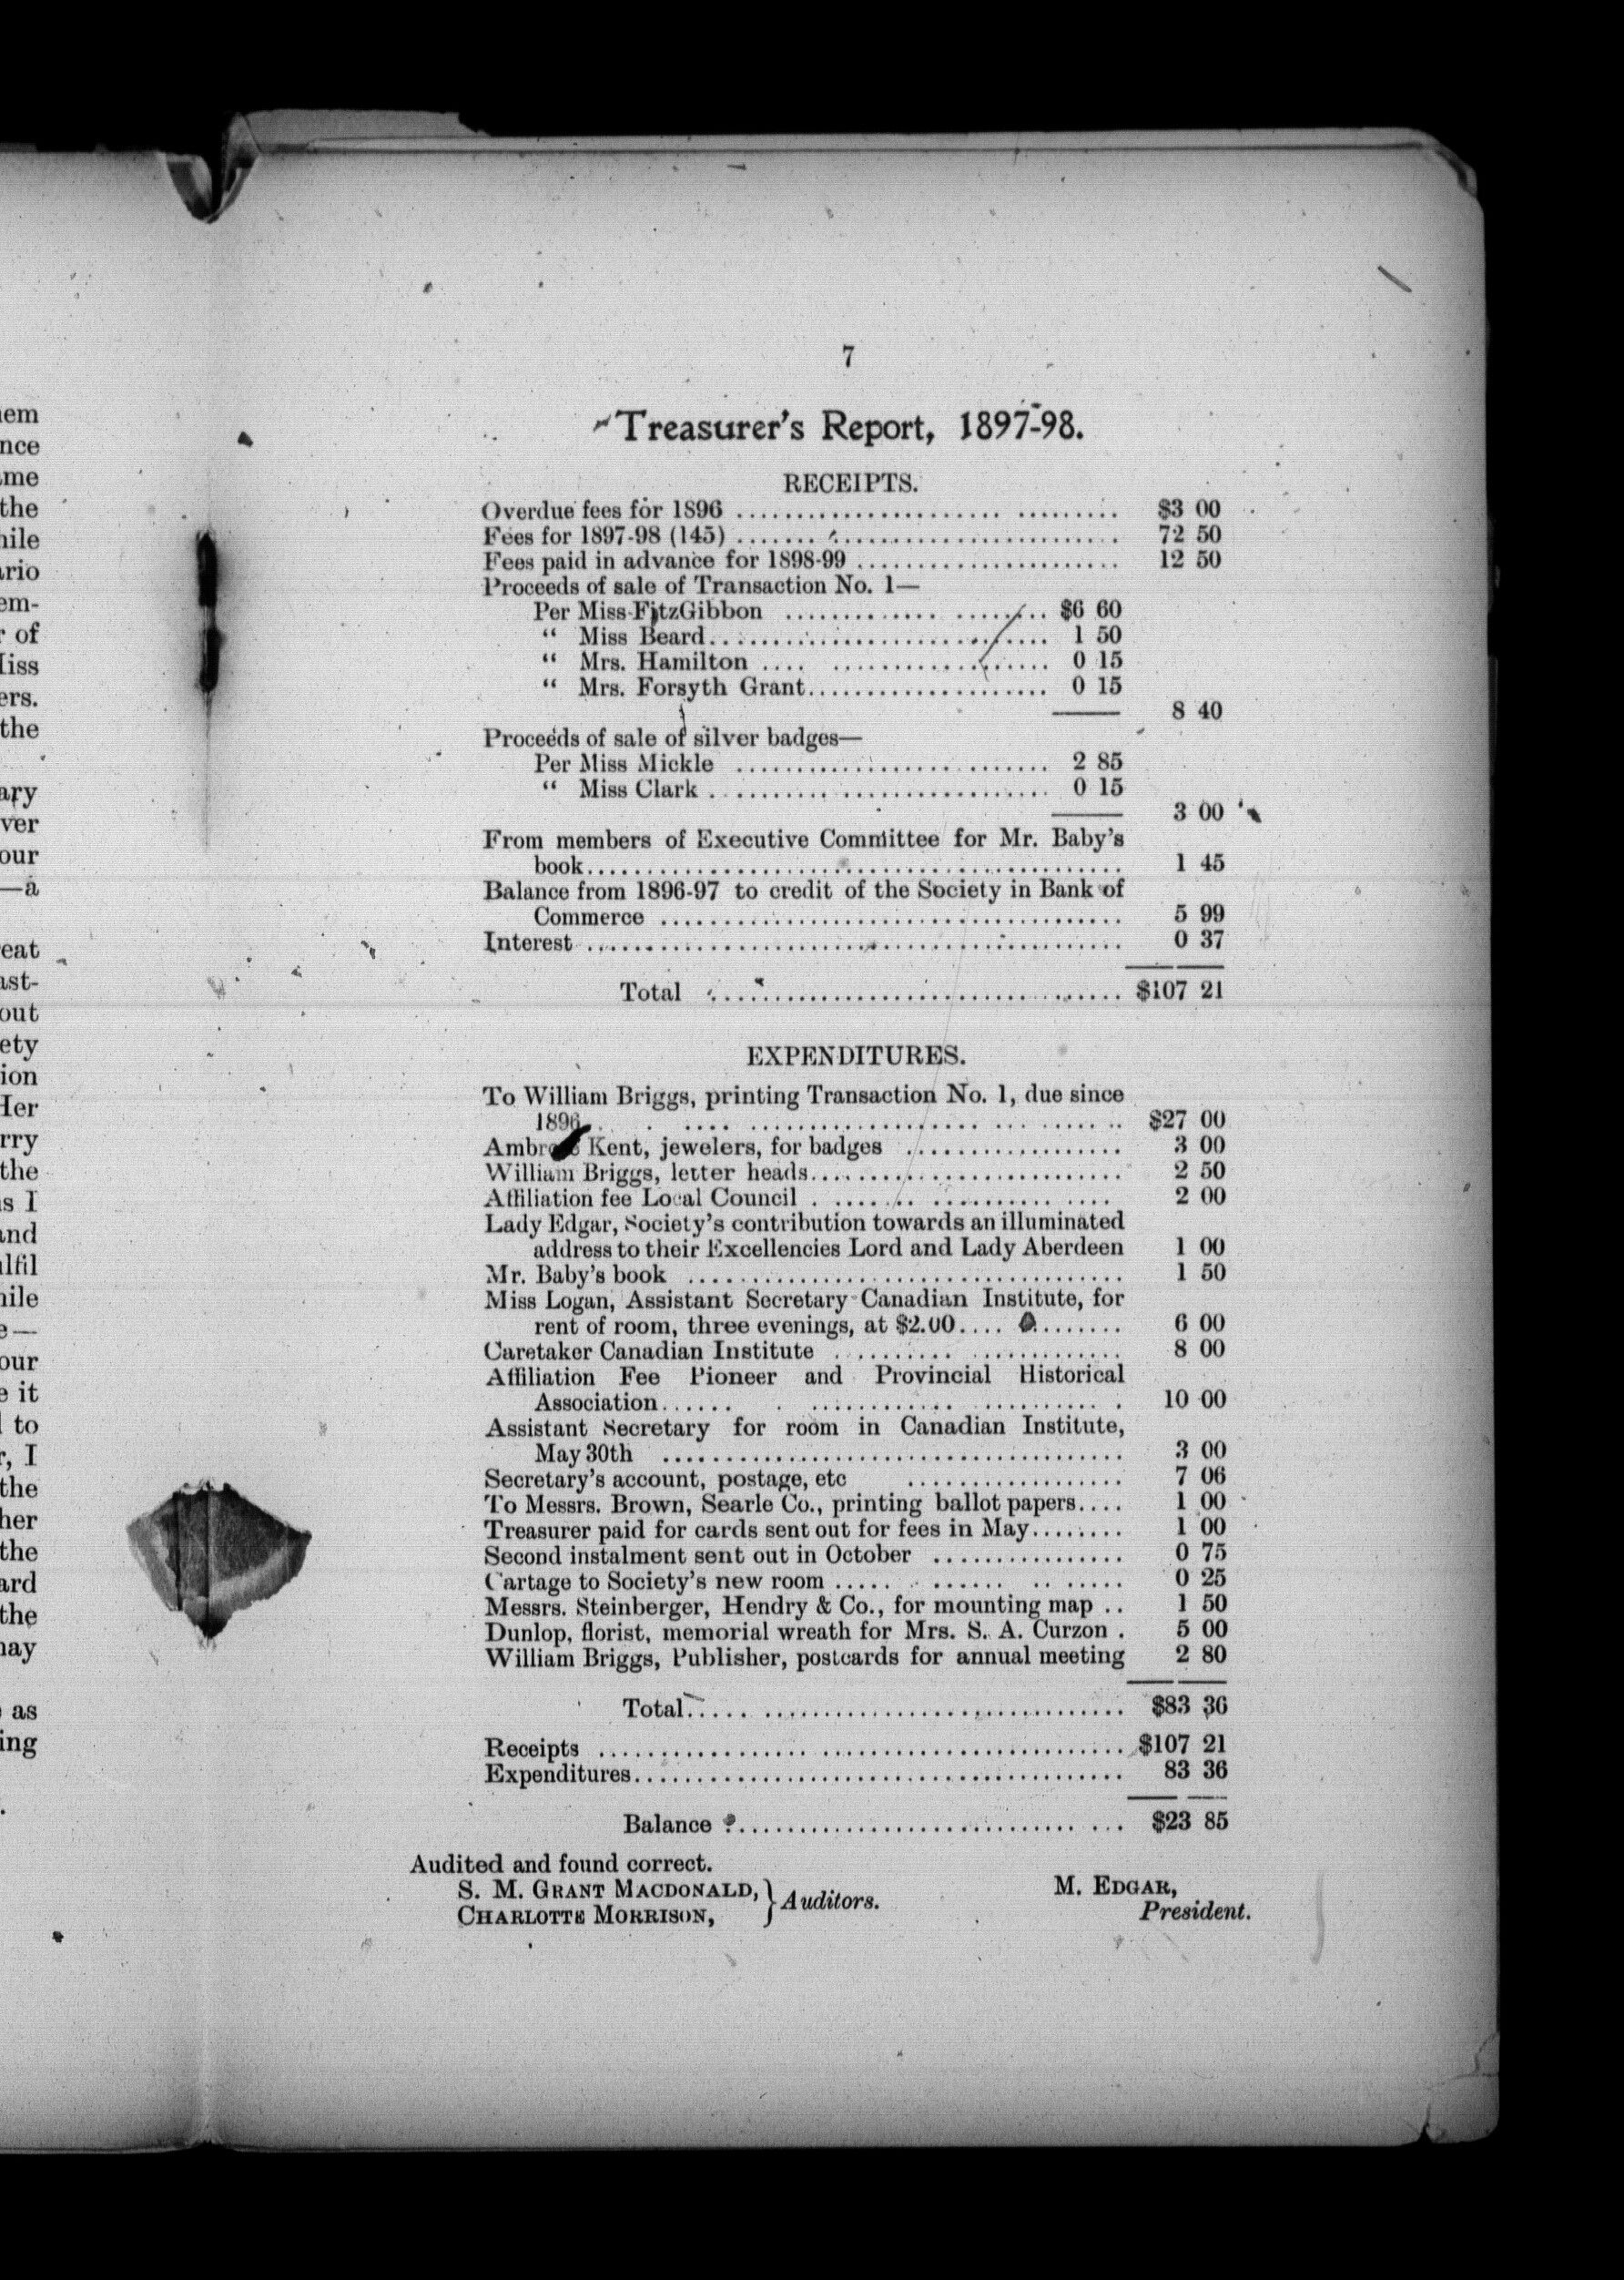 7
Treasurer's Report, 1897-98.
RECEIPTS.
Overdue fees for 1896 .............................. $3 00
Fees for 1897-98 (145) .............................. 72 50
Fees paid in advance for 1898-99 ...................... 12 50
Proceeds of sale of Transaction No. 1—
Per Miss FitzGibbon .................... $6 60
“ Miss Beard............................ 1 50
“ Mrs. Hamilton ........................ 0 15
“ Mrs. Forsyth Grant.................... 0 15
8 40
Proceeds of sale of silver badges—
Per Miss Mickle .......................... 2 85
“ Miss Clark ............................ 0 15
3 00
From members of Executive Committee for Mr. Baby's
book............................................ 1 45
Balance from 1896-97 to credit of the Society in Bank of
Commerce ...................................... 5 99
Interest ............................................ 0 37
Total .................................. $107 21
EXPENDITURES.
To William Briggs, printing Transaction No. 1, due since
1896.......................................... $27 00
Ambrose Kent, jewelers, for badges .................. 3 00
William Briggs, letter heads.......................... 2 50
Affiliation fee Local Council ......................... 2 00
Lady Edgar, Society's contribution towards an illuminated
address to their Excellencies Lord and Lady Aberdeen 1 00
Mr. Baby's book .................................... 1 50
Miss Logan, Assistant Secretary Canadian Institute, for
rent of room, three evenings, at $2.00............ 6 00
Caretaker Canadian Institute ........................ 8 00
Affiliation Fee Pioneer and Provincial Historical
Association.................................... 10 00
Assistant Secretary for room in Canadian Institute,
May 30th ...................................... 3 00
Secretary's account, postage, etc .................. 7 06
To Messrs. Brown, Searle Co., printing ballot papers.... 1 00
Treasurer paid for cards sent out for fees in May........ 1 00
Second instalment sent out in October ................ 0 75
Cartage to Society's new room ...................... 0 25
Messrs. Steinberger, Hendry & Co., for mounting map .. 1 50
Dunlop, florist, memorial wreath for Mrs. S. A. Curzon . 5 00
William Briggs, Publisher, postcards for annual meeting 2 80
Total.................................... $83 36
Receipts ........................................... $107 21
Expenditures........................................ 83 36
Balance ................................ $23 85
Audited and found correct.
S. M. GRANT MACDONALD,
CHARLOTTE MORRISON, } Auditors.
M. EDGAR,
President.